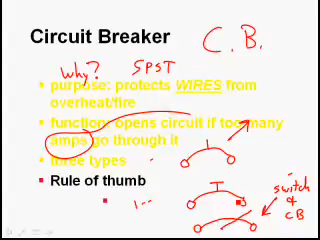 Circuit Breaker
C. B.
why?
SPST
purpose: protects WIRES from
overheat/fire
function: opens circuit if too many
amps go through it
three types
Rule of thumb
switch
&
CB